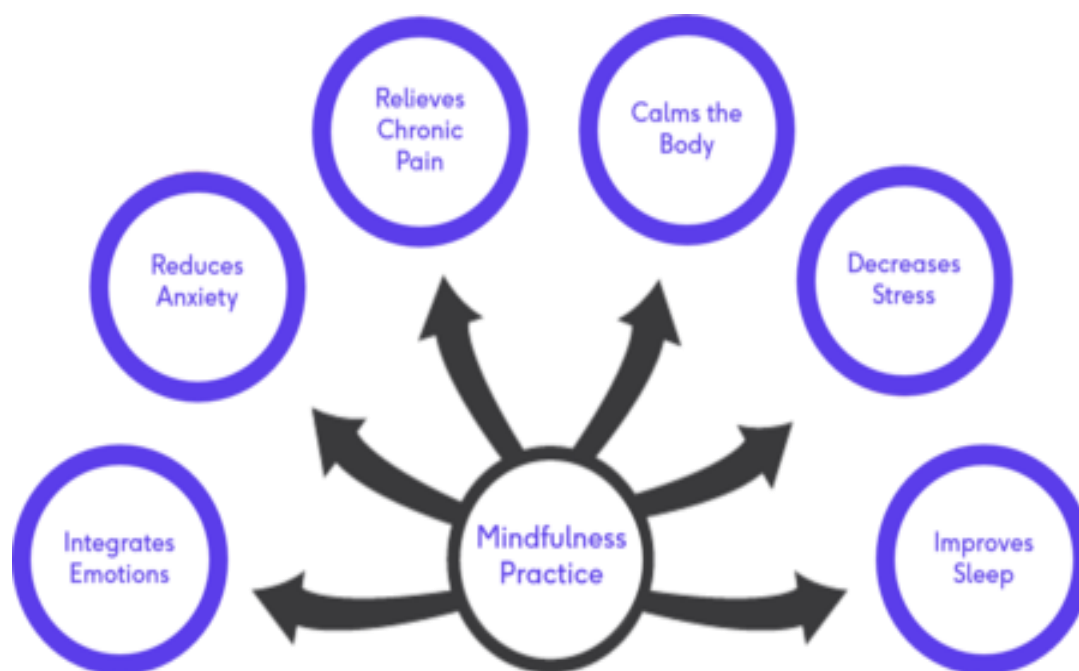 Relieves
Chronic
Pain
Calms the
Body
Reduces
Anxiety
Decreases
Stress
Integrates
Emotions
Mindfulness
Practice
Improves
Sleep